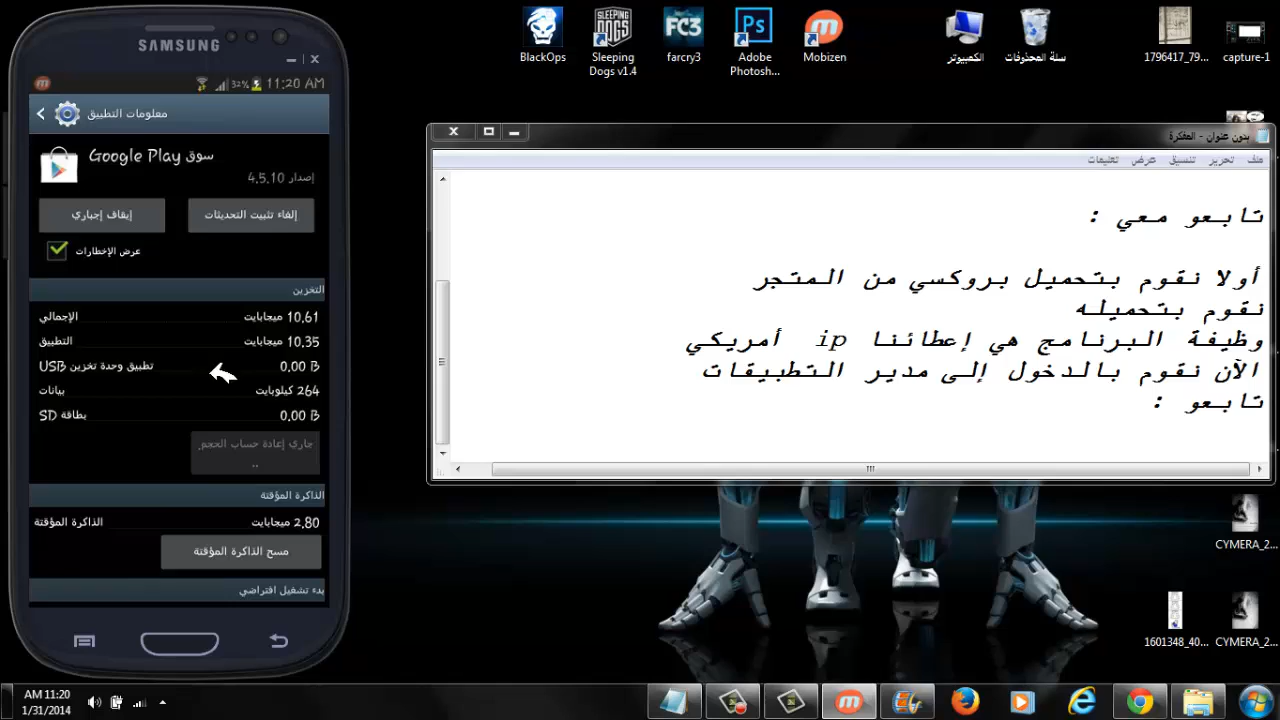 SAMSUNG
32% 11:20 AM
معلومات التطبيق
سوق Google Play
إصدار 4.5.10
إيقاف إجباري
إلغاء تثبيت التحديثات
عرض الإخطارات
التخزين
الإجمالي 10.61 ميجابايت
التطبيق 10.35 ميجابايت
تطبيق وحدة تخزين USB 0.00 B
بيانات 264 كيلوبايت
بطاقة SD 0.00 B
جاري إعادة حساب الحجم.
..
الذاكرة المؤقتة
الذاكرة المؤقتة 2.80 ميجابايت
مسح الذاكرة المؤقتة
بدء تشغيل افتراضي
BlackOps
Sleeping
Dogs v1.4
FC3
farcry3
Ps
Adobe
Photosh...
Mobizen
الكمبيوتر
سلة المحذوفات
1796417_79...
capture-1
SLEEPING
DOGS
بدون عنوان - المفكرة
ملف تحرير تنسيق عرض تعليمات
تابعو معي :
أولا نقوم بتحميل بروكسي من المتجر
نقوم بتحميله
وظيفة البرنامج هي إعطائنا ip أمريكي
الآن نقوم بالدخول إلى مدير التطبيقات
تابعو :
CYMERA_2...
1601348_40...
CYMERA_2...
AM 11:20
1/31/2014